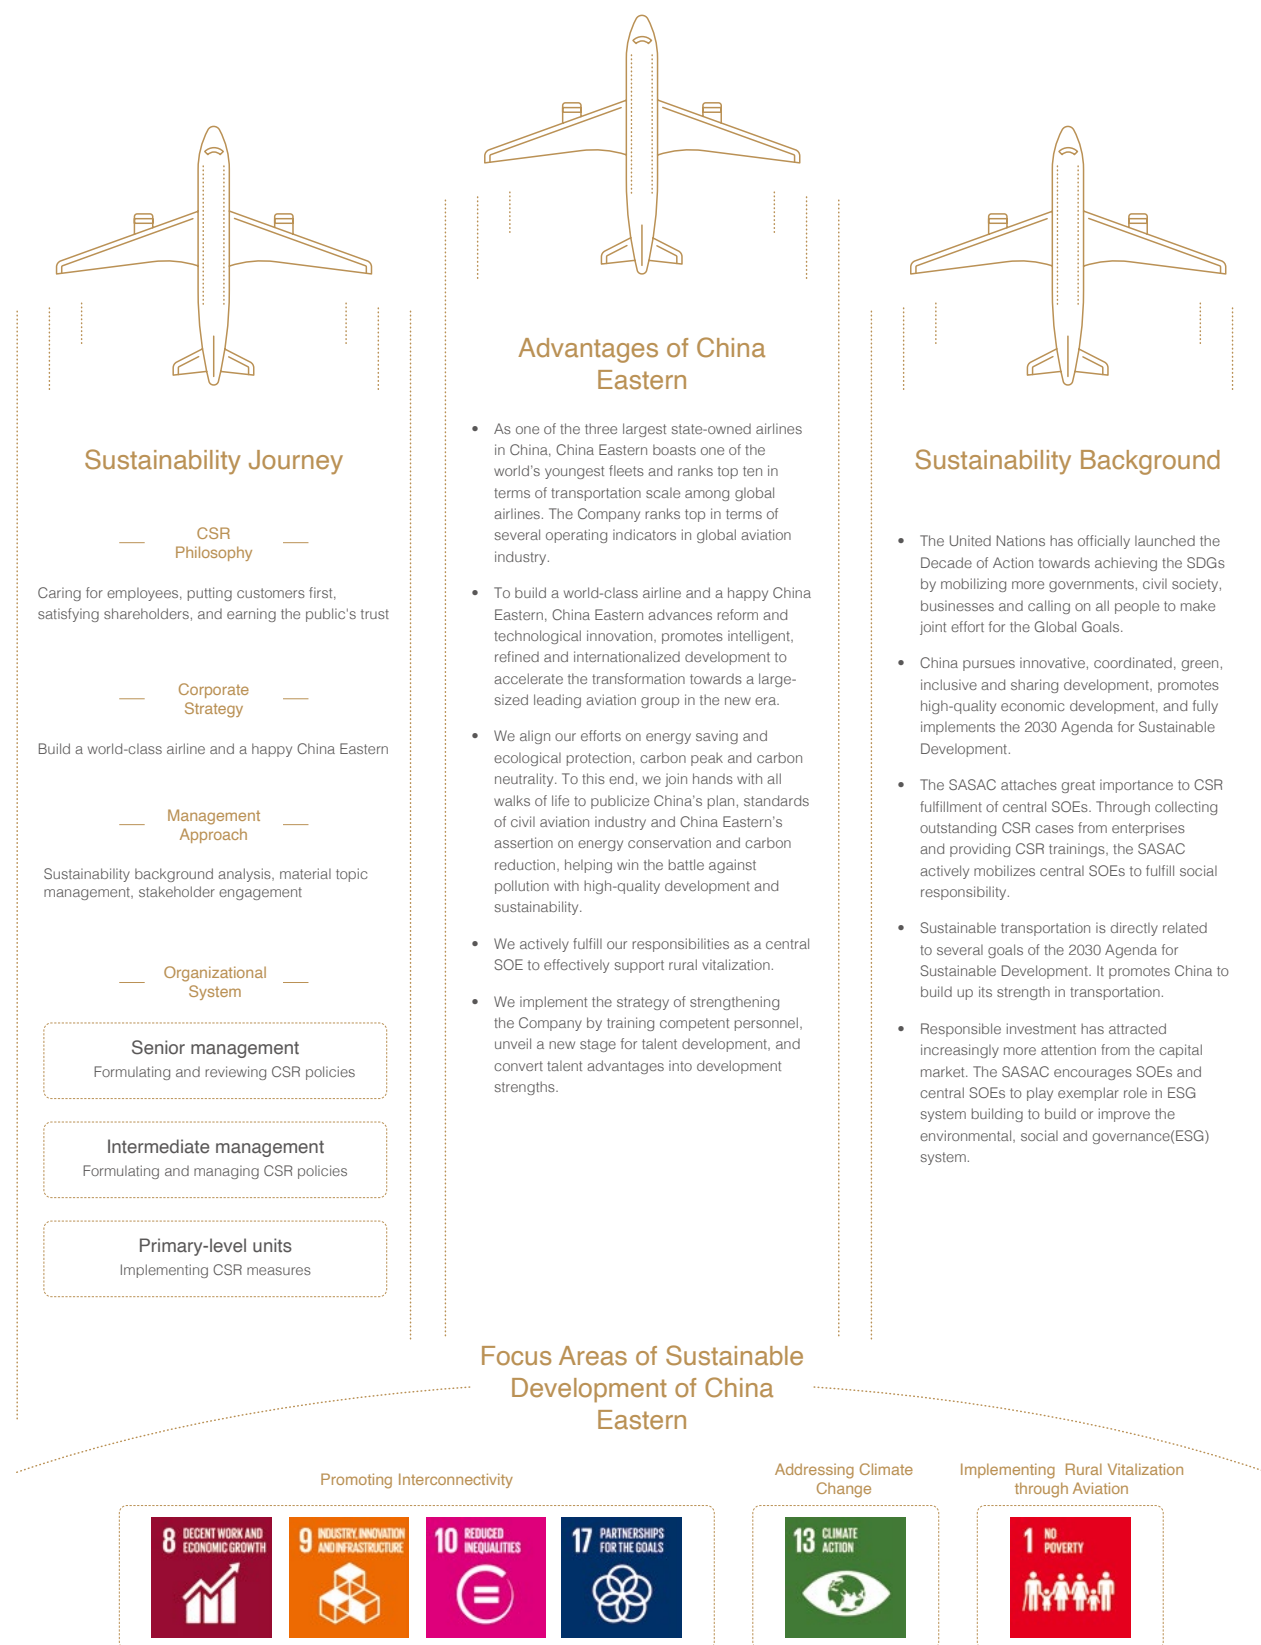 Sustainability Journey
CSR
Philosophy
Caring for employees, putting customers first,
satisfying shareholders, and earning the public's trust
Corporate
Strategy
Build a world-class airline and a happy China Eastern
Management
Approach
Sustainability background analysis, material topic
management, stakeholder engagement
Organizational
System
Senior management
Formulating and reviewing CSR policies
Intermediate management
Formulating and managing CSR policies
Primary-level units
Implementing CSR measures
Advantages of China
Eastern
• As one of the three largest state-owned airlines
in China, China Eastern boasts one of the
world's youngest fleets and ranks top ten in
terms of transportation scale among global
airlines. The Company ranks top in terms of
several operating indicators in global aviation
industry.
• To build a world-class airline and a happy China
Eastern, China Eastern advances reform and
technological innovation, promotes intelligent,
refined and internationalized development to
accelerate the transformation towards a large-
sized leading aviation group in the new era.
• We align our efforts on energy saving and
ecological protection, carbon peak and carbon
neutrality. To this end, we join hands with all
walks of life to publicize China's plan, standards
of civil aviation industry and China Eastern's
assertion on energy conservation and carbon
reduction, helping win the battle against
pollution with high-quality development and
sustainability.
• We actively fulfill our responsibilities as a central
SOE to effectively support rural vitalization.
• We implement the strategy of strengthening
the Company by training competent personnel,
unveil a new stage for talent development, and
convert talent advantages into development
strengths.
Sustainability Background
• The United Nations has officially launched the
Decade of Action towards achieving the SDGs
by mobilizing more governments, civil society,
businesses and calling on all people to make
joint effort for the Global Goals.
• China pursues innovative, coordinated, green,
inclusive and sharing development, promotes
high-quality economic development, and fully
implements the 2030 Agenda for Sustainable
Development.
• The SASAC attaches great importance to CSR
fulfillment of central SOEs. Through collecting
outstanding CSR cases from enterprises
and providing CSR trainings, the SASAC
actively mobilizes central SOEs to fulfill social
responsibility.
• Sustainable transportation is directly related
to several goals of the 2030 Agenda for
Sustainable Development. It promotes China to
build up its strength in transportation.
• Responsible investment has attracted
increasingly more attention from the capital
market. The SASAC encourages SOEs and
central SOEs to play exemplar role in ESG
system building to build or improve the
environmental, social and governance(ESG)
system.
Focus Areas of Sustainable
Development of China
Eastern
Promoting Interconnectivity
8 DECENT WORK AND
ECONOMIC GROWTH
9 INDUSTRY, INNOVATION
AND INFRASTRUCTURE
10 REDUCED
INEQUALITIES
17 PARTNERSHIPS
FOR THE GOALS
Addressing Climate
Change
13 CLIMATE
ACTION
Implementing Rural Vitalization
through Aviation
1 NO
POVERTY